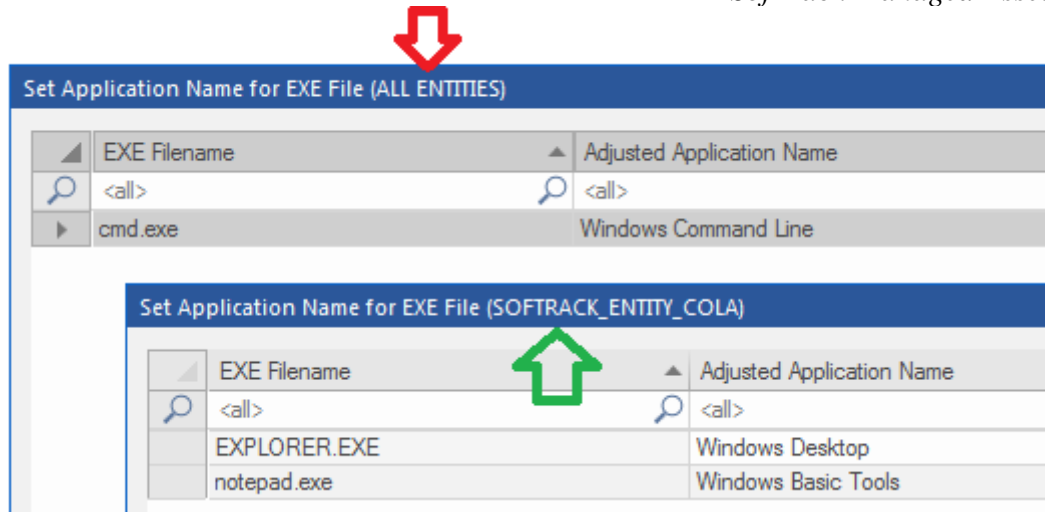 Set Application Name for EXE File (ALL ENTITIES)
EXE Filename Adjusted Application Name
<all> <all>
cmd.exe Windows Command Line
Set Application Name for EXE File (SOFTRACK_ENTITY_COLA)
EXE Filename Adjusted Application Name
<all> <all>
EXPLORER.EXE Windows Desktop
notepad.exe Windows Basic Tools